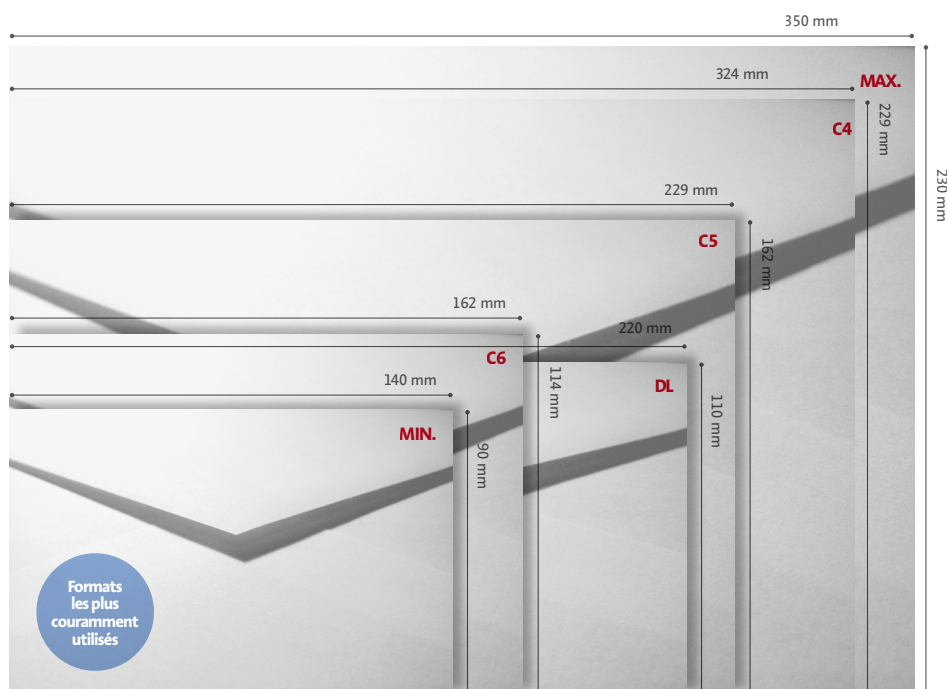 350 mm
324 mm
MAX.
229 mm
C4
230 mm
229 mm
C5
162 mm
162 mm
220 mm
C6
114 mm
DL
140 mm
110 mm
MIN.
90 mm
Formats
les plus
couramment
utilisés